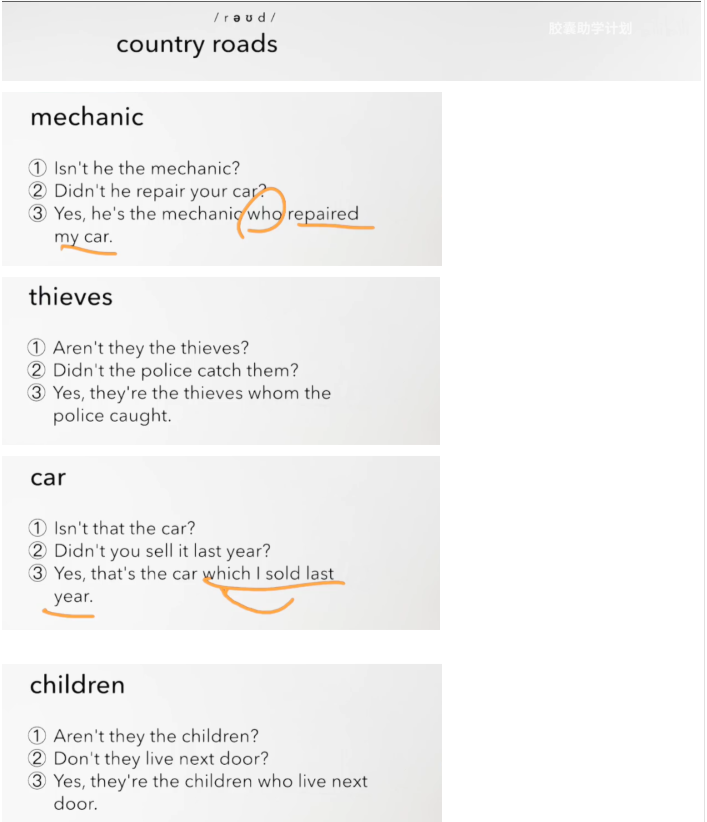 /rəʊd/
country roads
胶囊助学计划
mechanic
① Isn't he the mechanic?
② Didn't he repair your car?
③ Yes, he's the mechanic who repaired
my car.
thieves
① Aren't they the thieves?
② Didn't the police catch them?
③ Yes, they're the thieves whom the
police caught.
car
① Isn't that the car?
② Didn't you sell it last year?
③ Yes, that's the car which I sold last
year.
children
① Aren't they the children?
② Don't they live next door?
③ Yes, they're the children who live next
door.